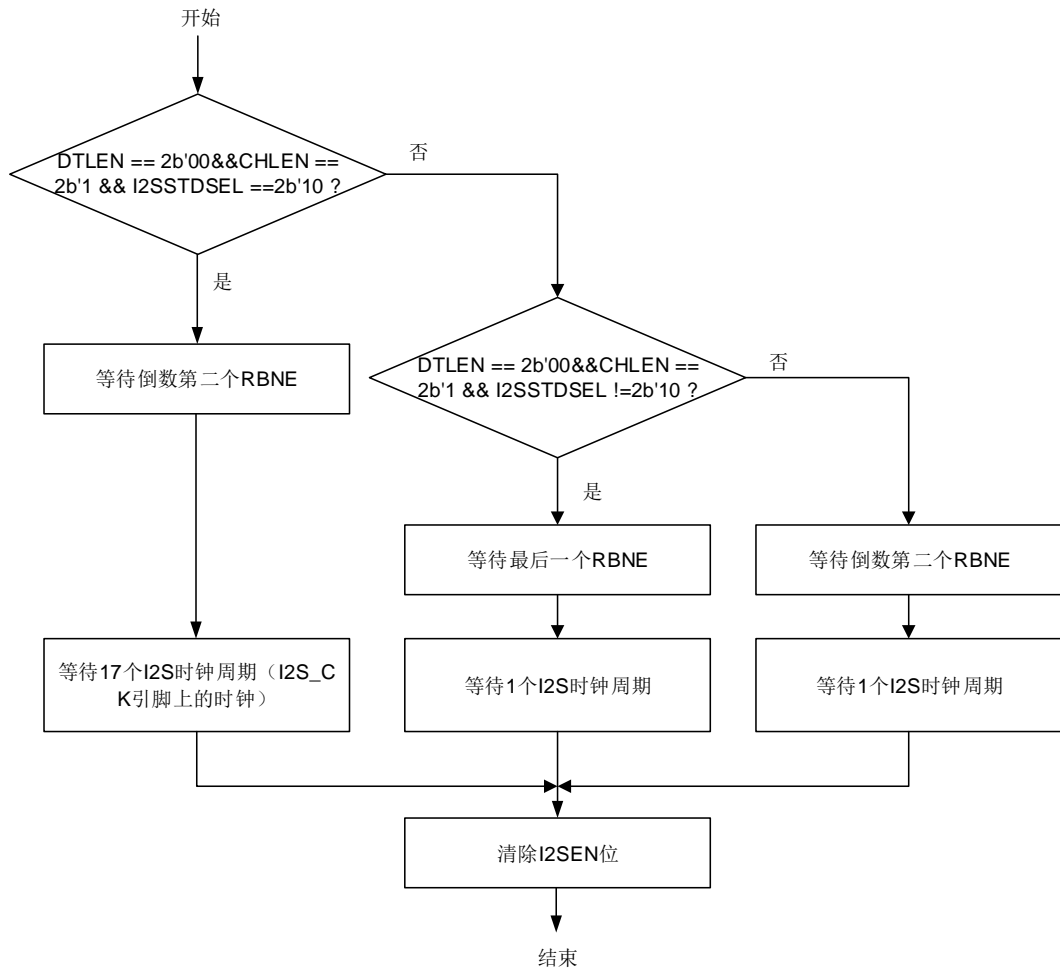 开始
DTLEN == 2b'00&&CHLEN ==
2b'1 && I2SSTDSEL ==2b'10 ?
否
是
等待倒数第二个RBNE
DTLEN == 2b'00&&CHLEN ==
2b'1 && I2SSTDSEL !=2b'10 ?
否
是
等待最后一个RBNE
等待倒数第二个RBNE
等待17个I2S时钟周期（I2S_C
K引脚上的时钟）
等待1个I2S时钟周期
等待1个I2S时钟周期
清除I2SEN位
结束